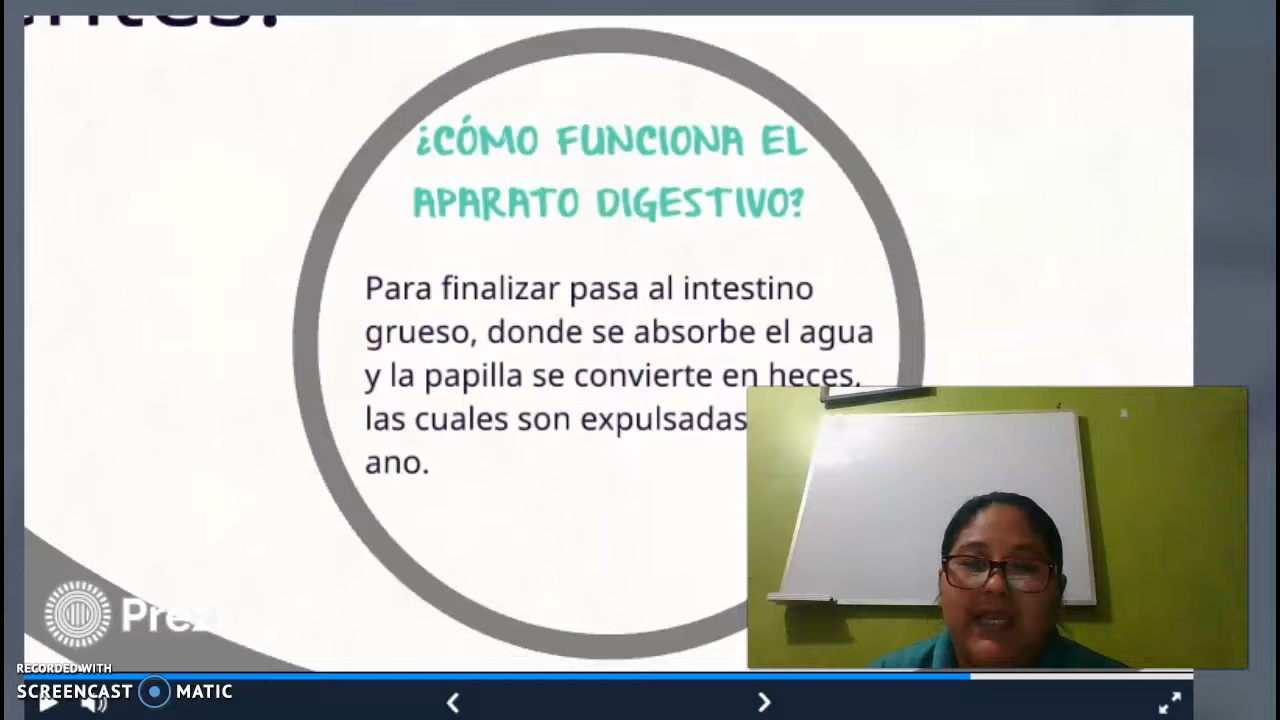 ¿CÓMO FUNCIONA EL
APARATO DIGESTIVO?
Para finalizar pasa al intestino
grueso, donde se absorbe el agua
y la papilla se convierte en heces,
las cuales son expulsadas
ano.
Prezi
RECORDED WITH
SCREENCAST MATIC